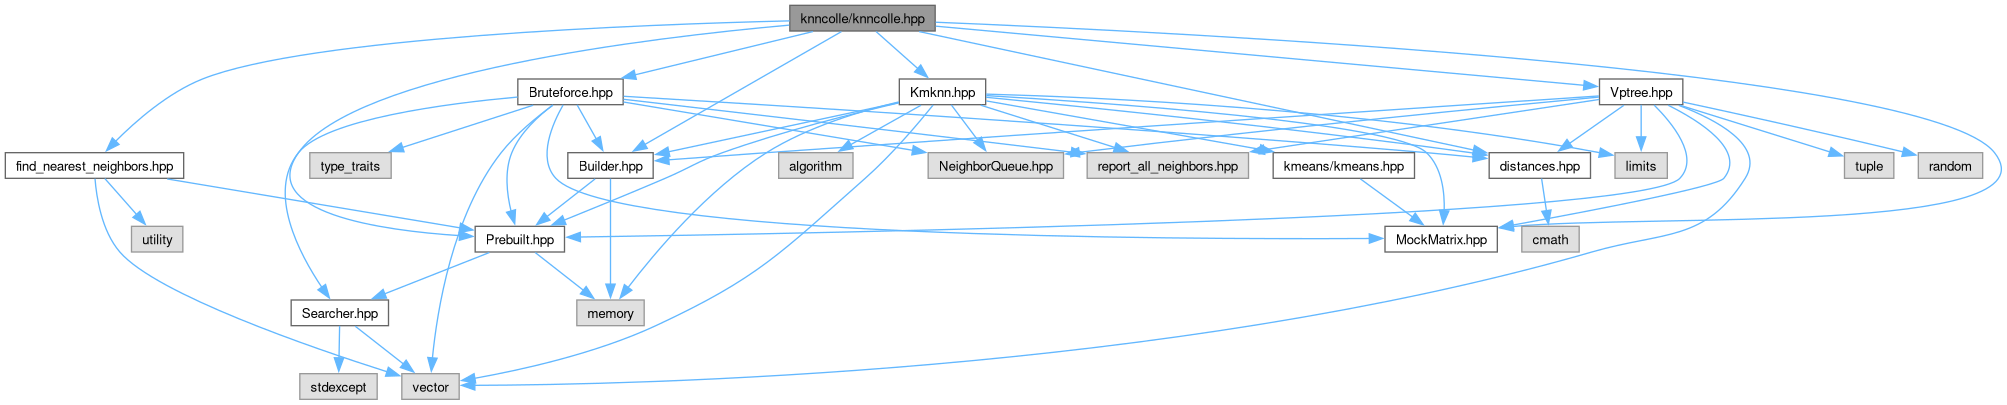 knncolle/knncolle.hpp
Bruteforce.hpp
Kmknn.hpp
Vptree.hpp
find_nearest_neighbors.hpp
type_traits
Builder.hpp
algorithm
NeighborQueue.hpp
report_all_neighbors.hpp
kmeans/kmeans.hpp
distances.hpp
limits
tuple
random
utility
Prebuilt.hpp
MockMatrix.hpp
cmath
Searcher.hpp
memory
stdexcept
vector